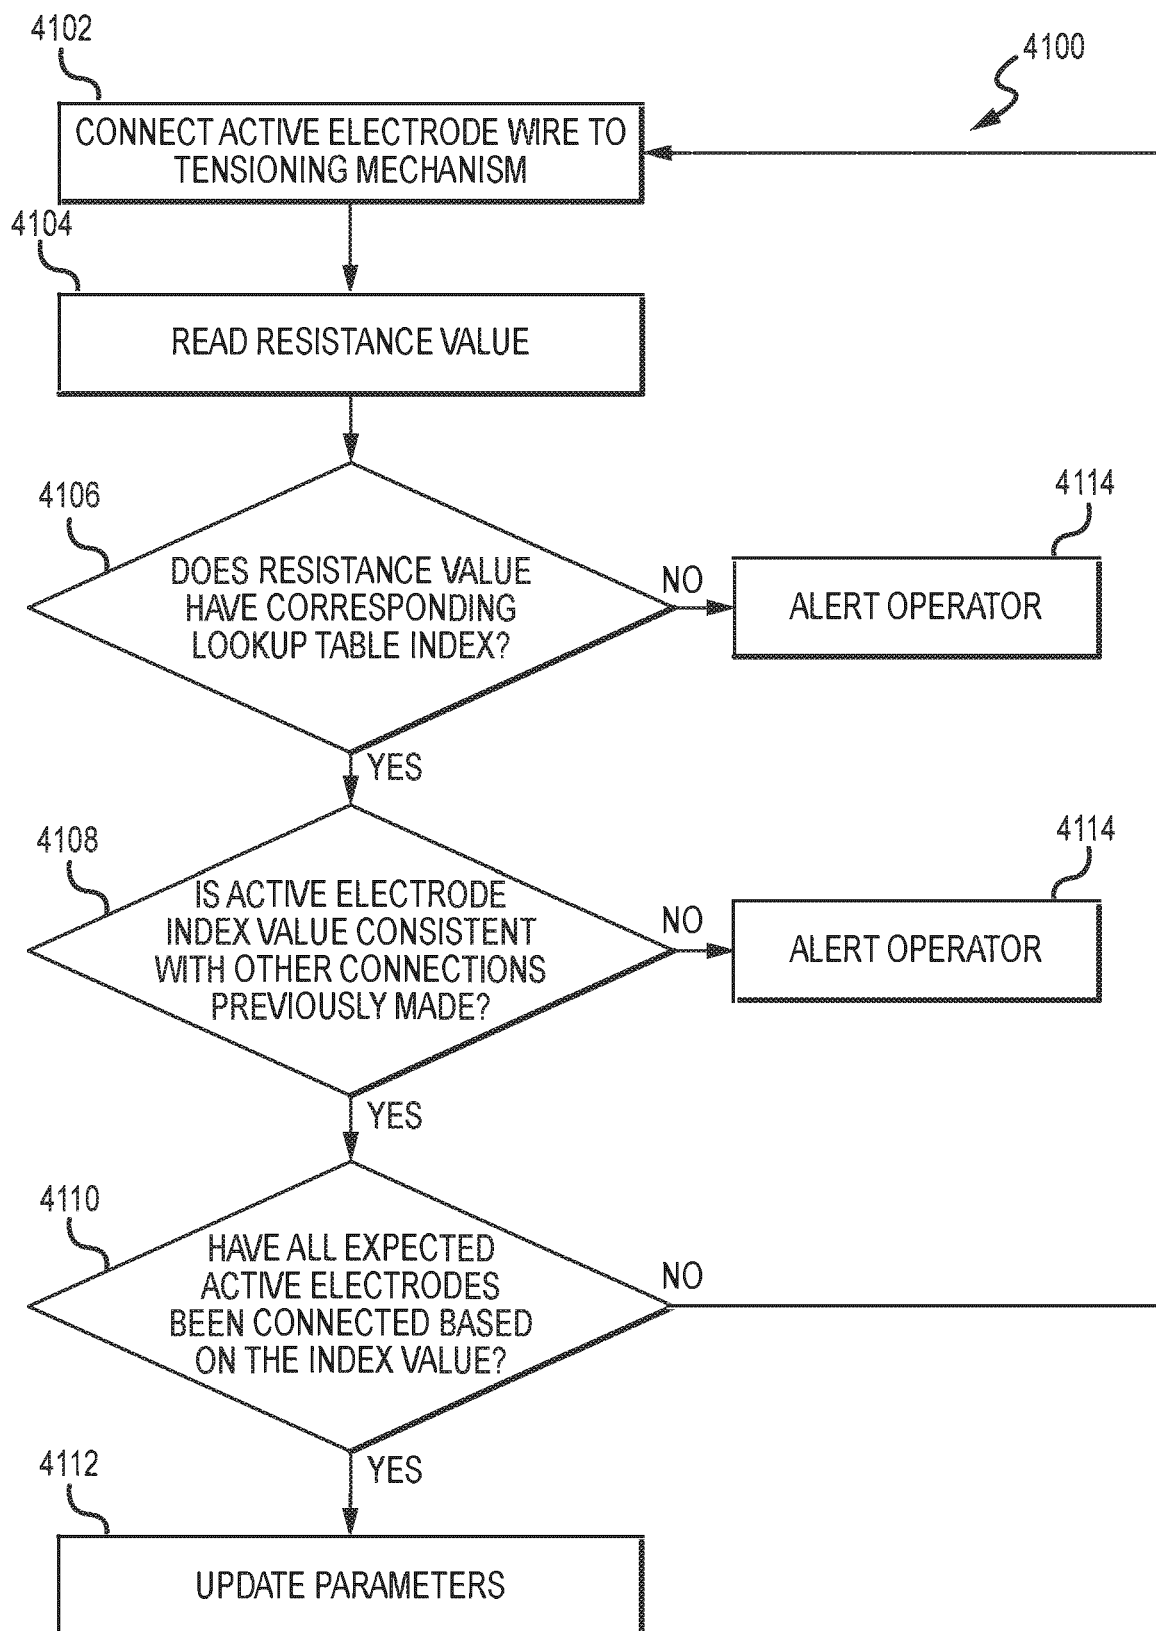 4102
4100
CONNECT ACTIVE ELECTRODE WIRE TO
TENSIONING MECHANISM
4104
READ RESISTANCE VALUE
4106
DOES RESISTANCE VALUE
HAVE CORRESPONDING
LOOKUP TABLE INDEX?
NO
4114
ALERT OPERATOR
YES
4108
IS ACTIVE ELECTRODE
INDEX VALUE CONSISTENT
WITH OTHER CONNECTIONS
PREVIOUSLY MADE?
NO
4114
ALERT OPERATOR
YES
4110
HAVE ALL EXPECTED
ACTIVE ELECTRODES
BEEN CONNECTED BASED
ON THE INDEX VALUE?
NO
YES
4112
UPDATE PARAMETERS